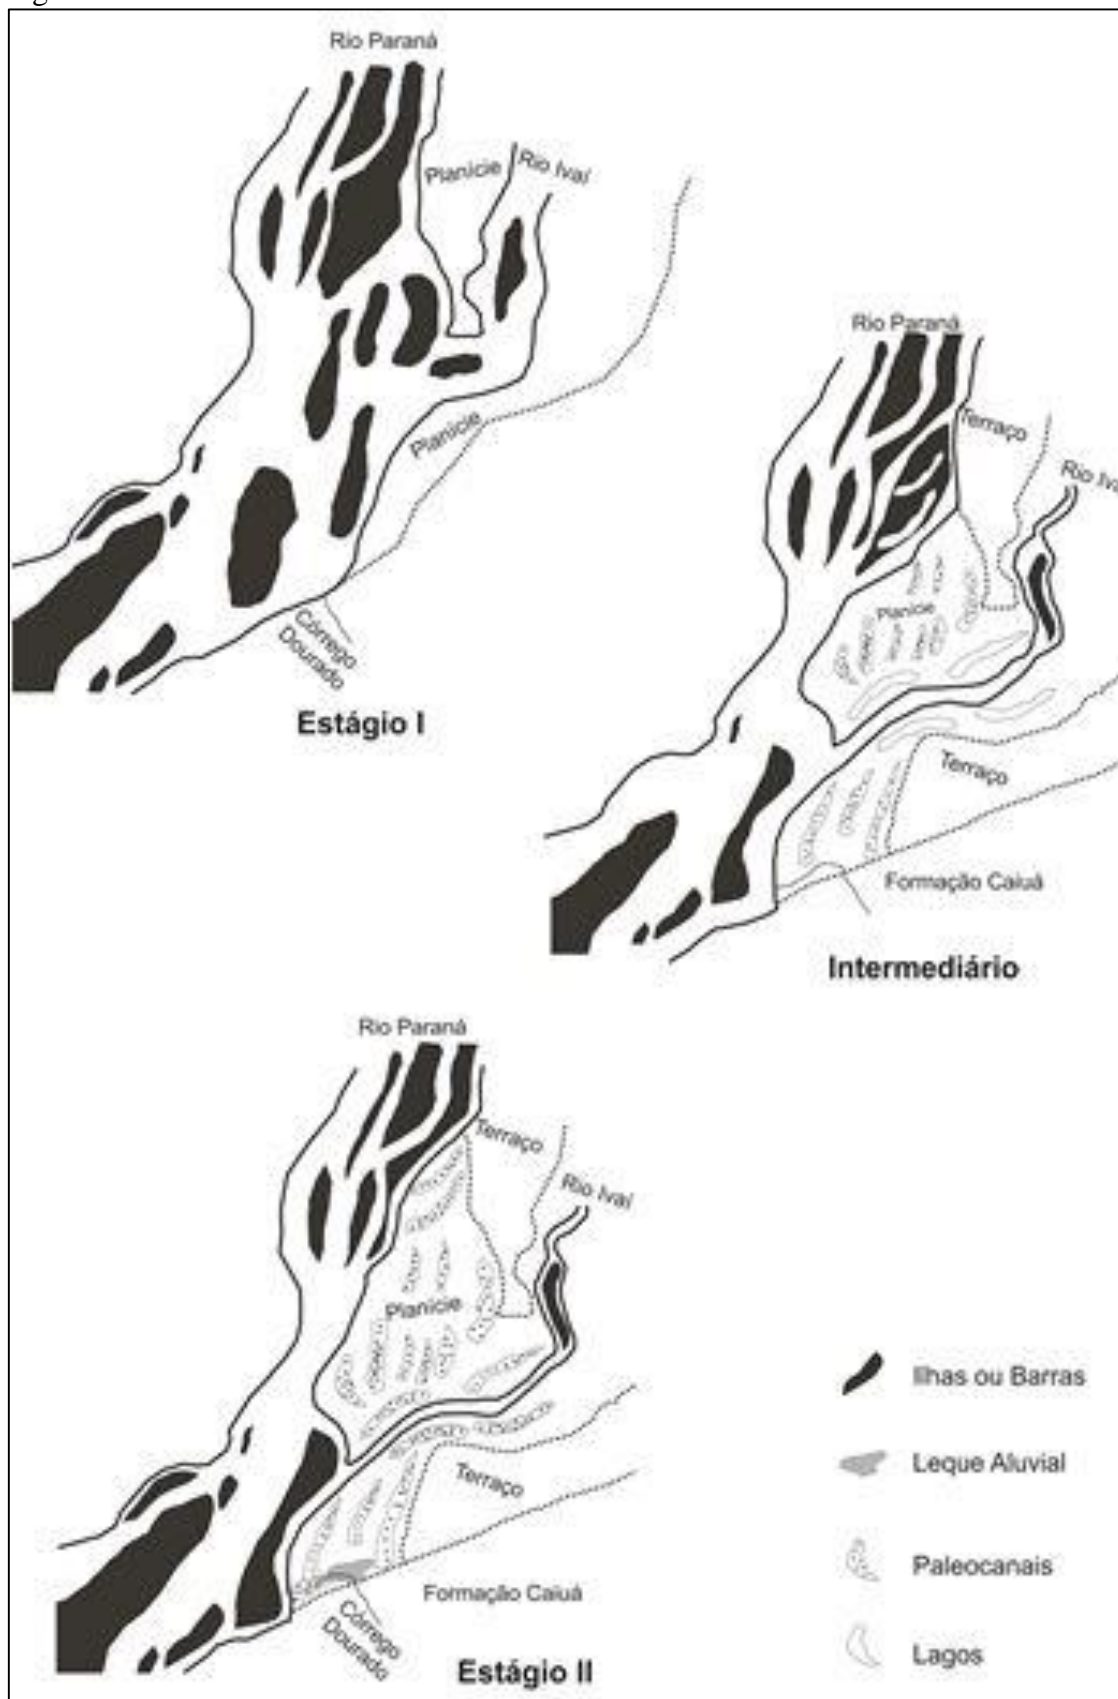 Rio Paraná
Planície
Rio Ivaí
Planície
Córrego
Dourado
Estágio I
Rio Paraná
Terraço
Planície
Terraço
Formação Caiuá
Intermediário
Rio Paraná
Terraço
Rio Ivaí
Planície
Terraço
Formação Caiuá
Córrego
Dourado
Estágio II
Ilhas ou Barras
Leque Aluvial
Paleocanais
Lagos